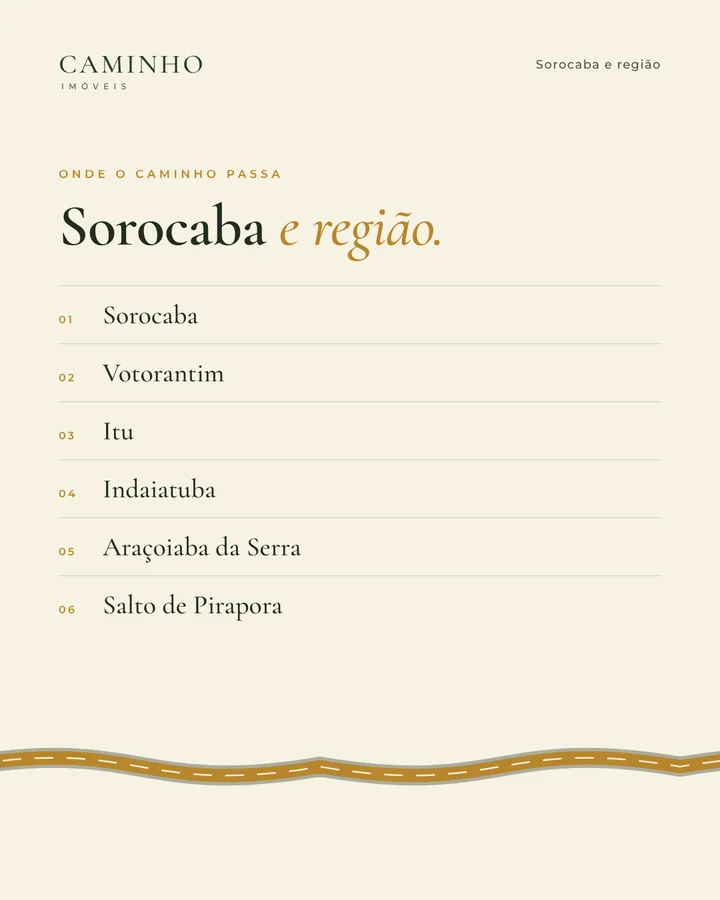 CAMINHO
IMÓVEIS
Sorocaba e região
ONDE O CAMINHO PASSA
Sorocaba e região.
01 Sorocaba
02 Votorantim
03 Itu
04 Indaiatuba
05 Araçoiaba da Serra
06 Salto de Pirapora